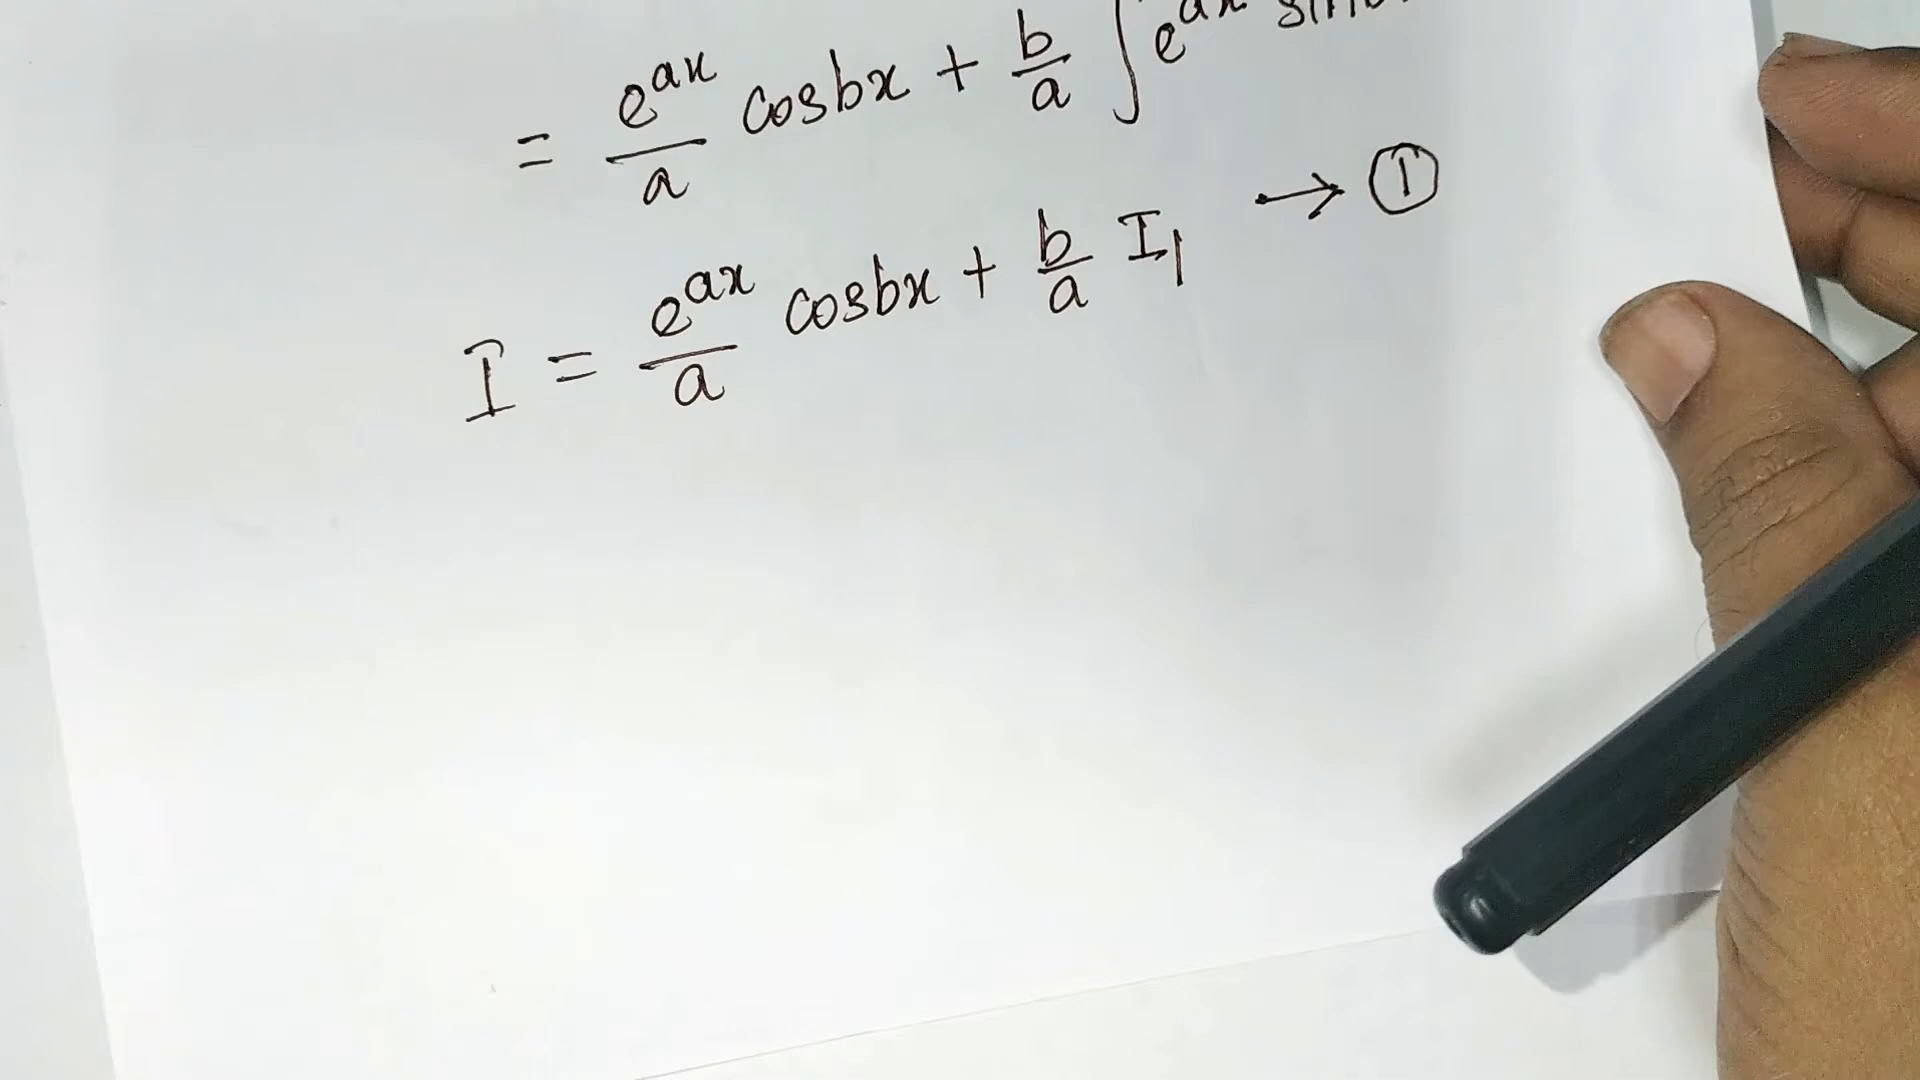 = e^{ax}/a cosbx + b/a ∫ e^{ax}
I = e^{ax}/a cosbx + b/a I₁ → ①